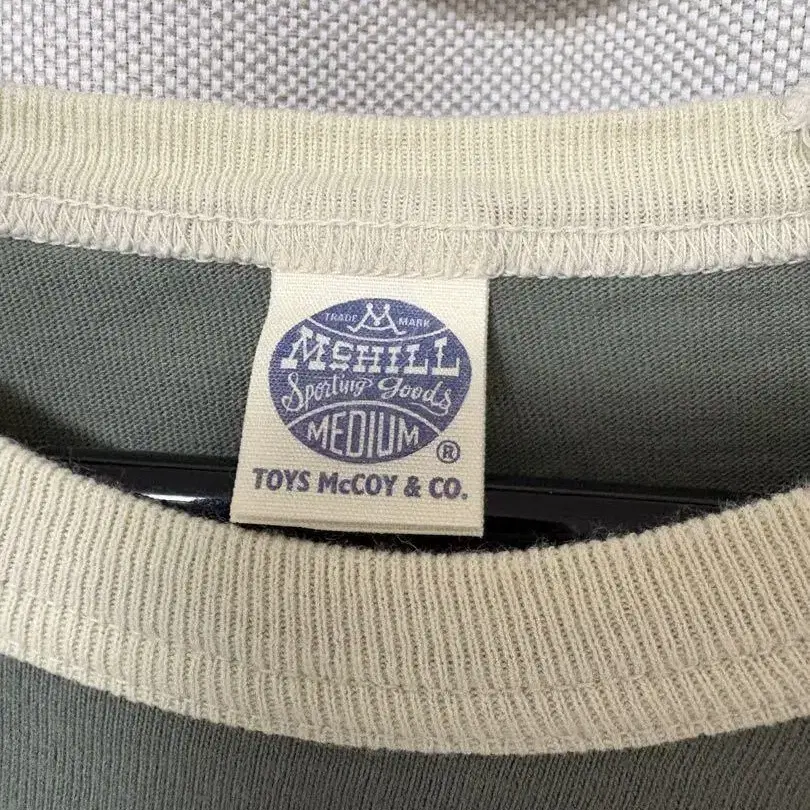 TRADE MARK
McHILL
Sporting Goods
MEDIUM
®
TOYS McCOY & CO.